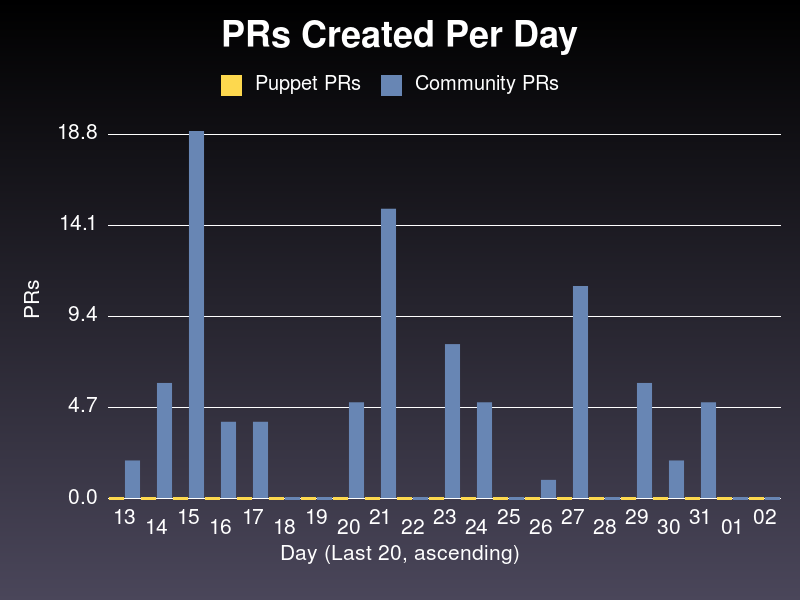 PRs Created Per Day
Puppet PRs Community PRs
18.8
14.1
9.4
4.7
0.0
PRs
13 14 15 16 17 18 19 20 21 22 23 24 25 26 27 28 29 30 31 01 02
Day (Last 20, ascending)